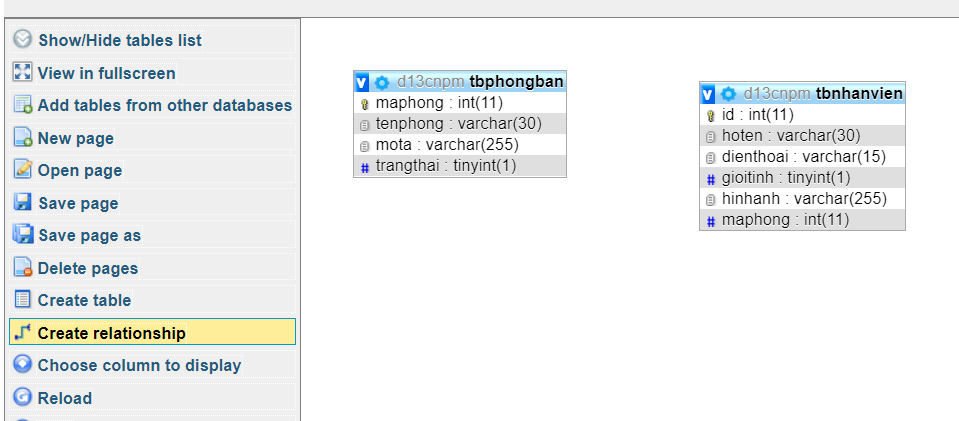 Show/Hide tables list
View in fullscreen
Add tables from other databases
New page
Open page
Save page
Save page as
Delete pages
Create table
Create relationship
Choose column to display
Reload
v d13cnpm tbphongban
maphong : int(11)
tenphong : varchar(30)
mota : varchar(255)
# trangthai : tinyint(1)
v d13cnpm tbnhanvien
id : int(11)
hoten : varchar(30)
dienthoai : varchar(15)
# gioitinh : tinyint(1)
hinhanh : varchar(255)
# maphong : int(11)